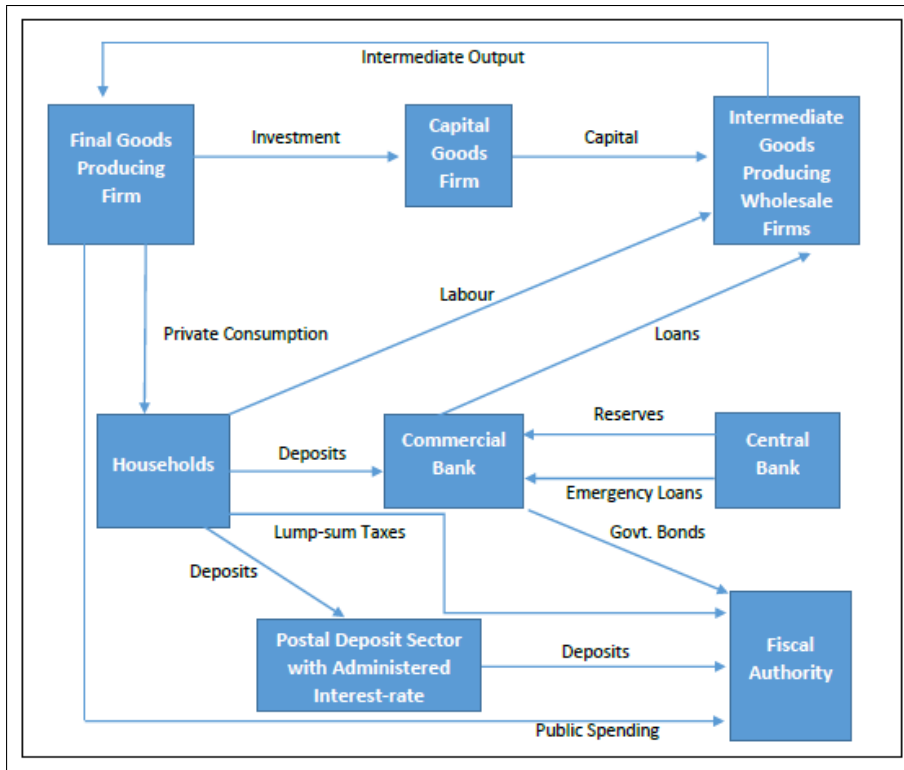 Intermediate Output
Final Goods
Producing
Firm
Investment
Capital
Goods
Firm
Capital
Intermediate
Goods
Producing
Wholesale
Firms
Labour
Private Consumption
Loans
Households
Deposits
Commercial
Bank
Reserves
Central
Bank
Emergency Loans
Lump-sum Taxes
Govt. Bonds
Deposits
Postal Deposit Sector
with Administered
Interest-rate
Deposits
Fiscal
Authority
Public Spending